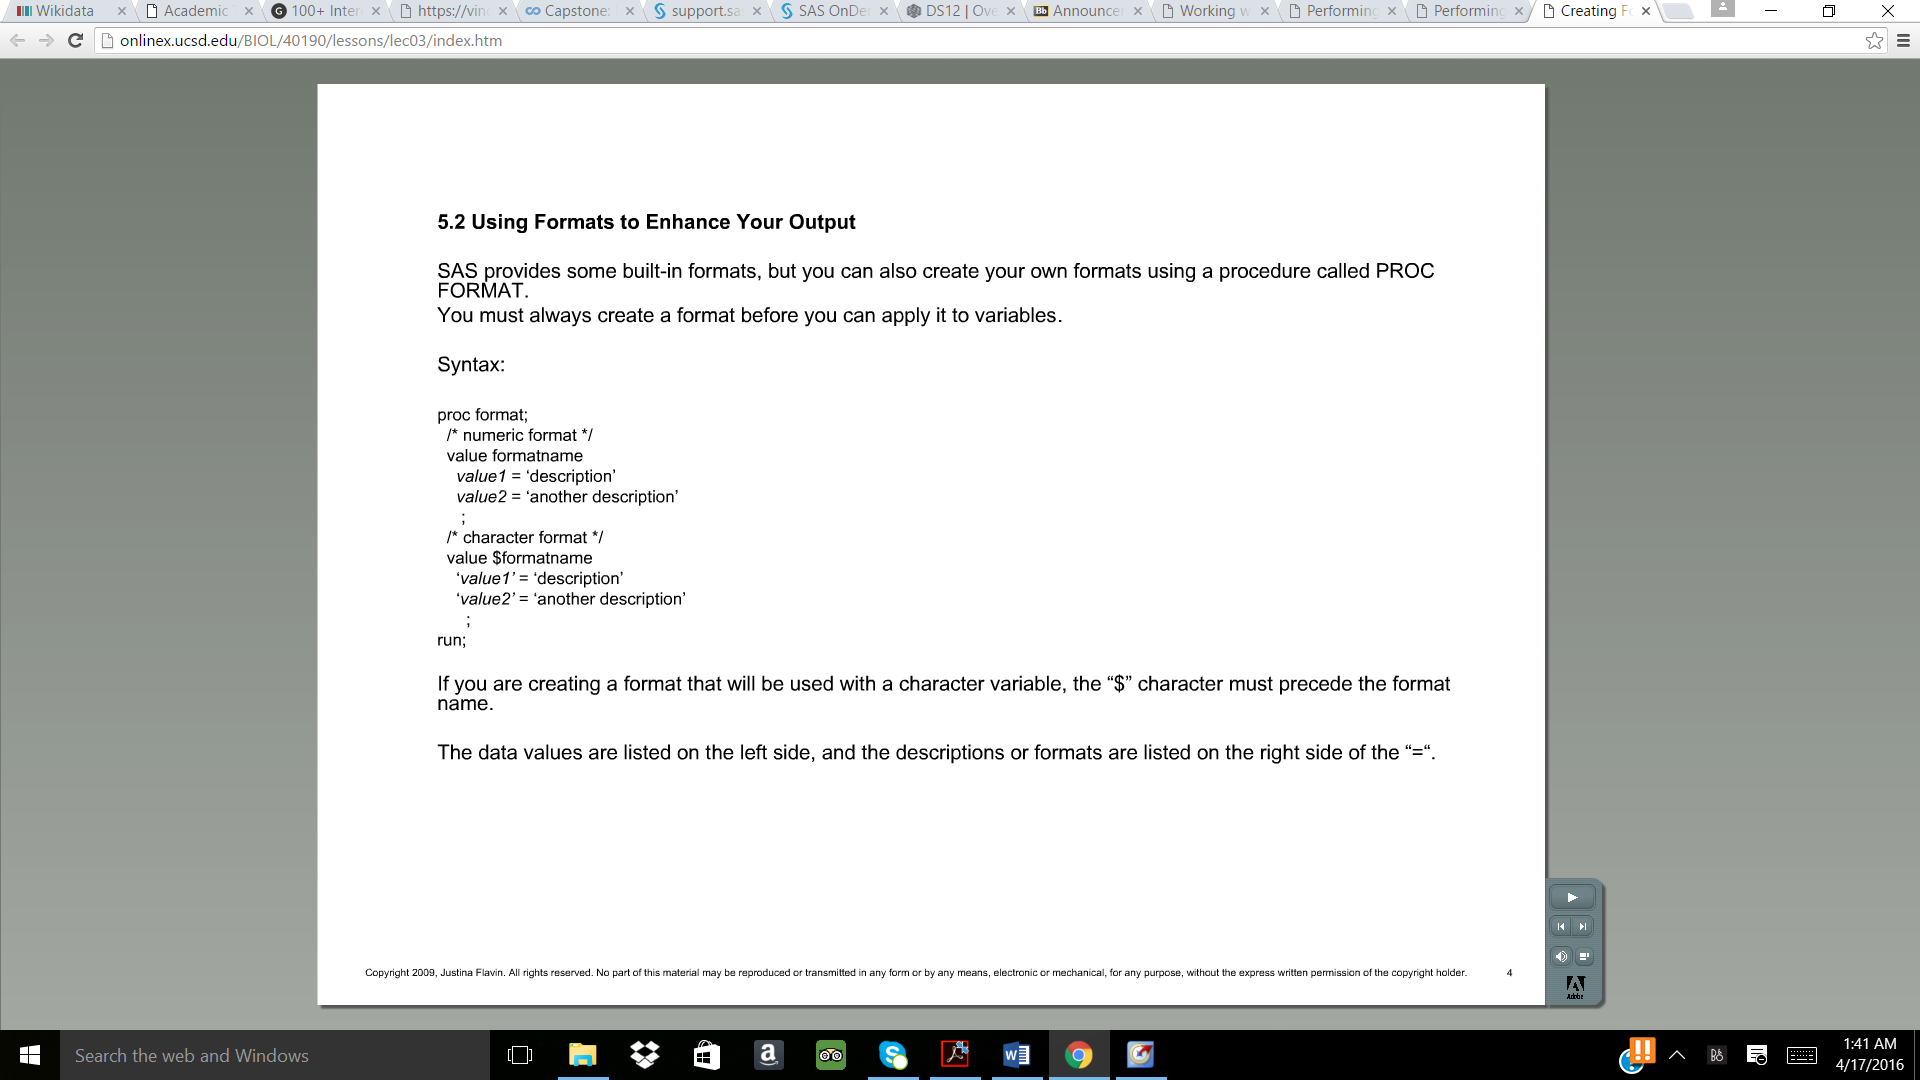 Wikidata
Academic
100+ Inter
https://vin
Capstone:
support.sa
SAS OnDe
DS12 | Ove
Announce
Working w
Performing
Performing
Creating Fo
onlinex.ucsd.edu/BIOL/40190/lessons/lec03/index.htm
5.2 Using Formats to Enhance Your Output
SAS provides some built-in formats, but you can also create your own formats using a procedure called PROC
FORMAT.
You must always create a format before you can apply it to variables.
Syntax:
proc format;
/* numeric format */
value formatname
value1 = ‘description’
value2 = ‘another description’
;
/* character format */
value $formatname
‘value1’ = ‘description’
‘value2’ = ‘another description’
;
run;
If you are creating a format that will be used with a character variable, the “$” character must precede the format
name.
The data values are listed on the left side, and the descriptions or formats are listed on the right side of the “=“.
Copyright 2009, Justina Flavin. All rights reserved. No part of this material may be reproduced or transmitted in any form or by any means, electronic or mechanical, for any purpose, without the express written permission of the copyright holder.
4
Adobe
Search the web and Windows
1:41 AM
4/17/2016